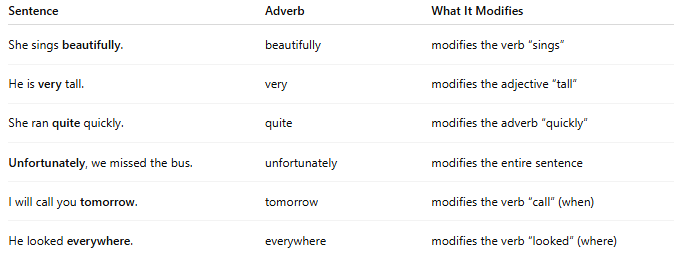 Sentence Adverb What It Modifies
She sings beautifully. beautifully modifies the verb “sings”
He is very tall. very modifies the adjective “tall”
She ran quite quickly. quite modifies the adverb “quickly”
Unfortunately, we missed the bus. unfortunately modifies the entire sentence
I will call you tomorrow. tomorrow modifies the verb “call” (when)
He looked everywhere. everywhere modifies the verb “looked” (where)